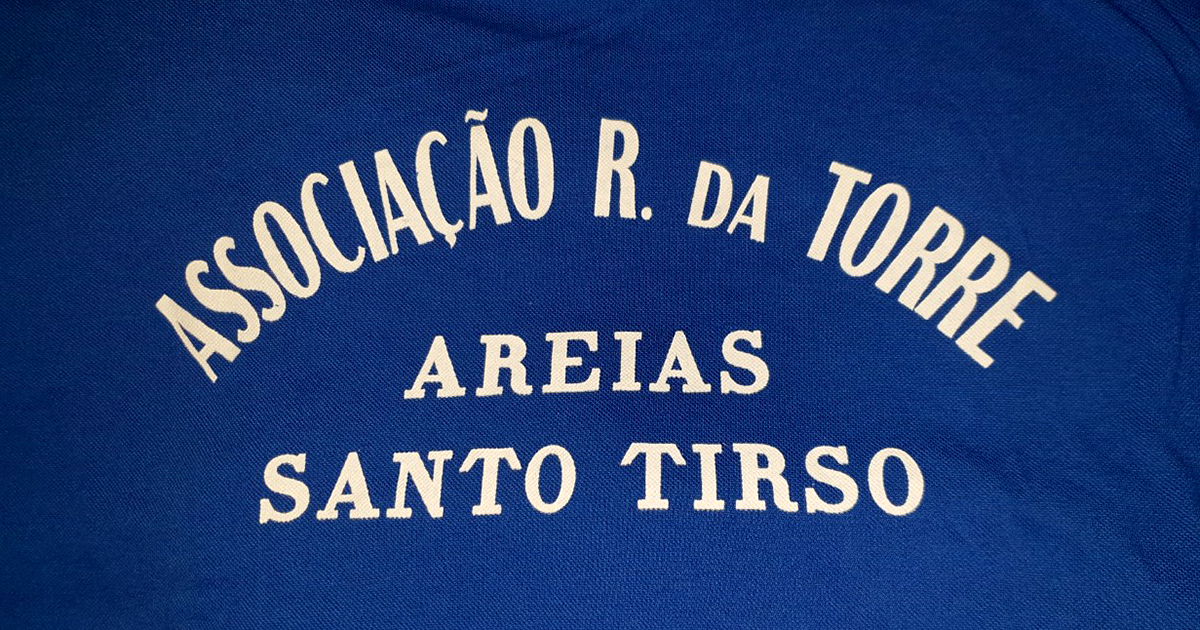 ASSOCIAÇÃO R. DA TORRE
AREIAS
SANTO TIRSO